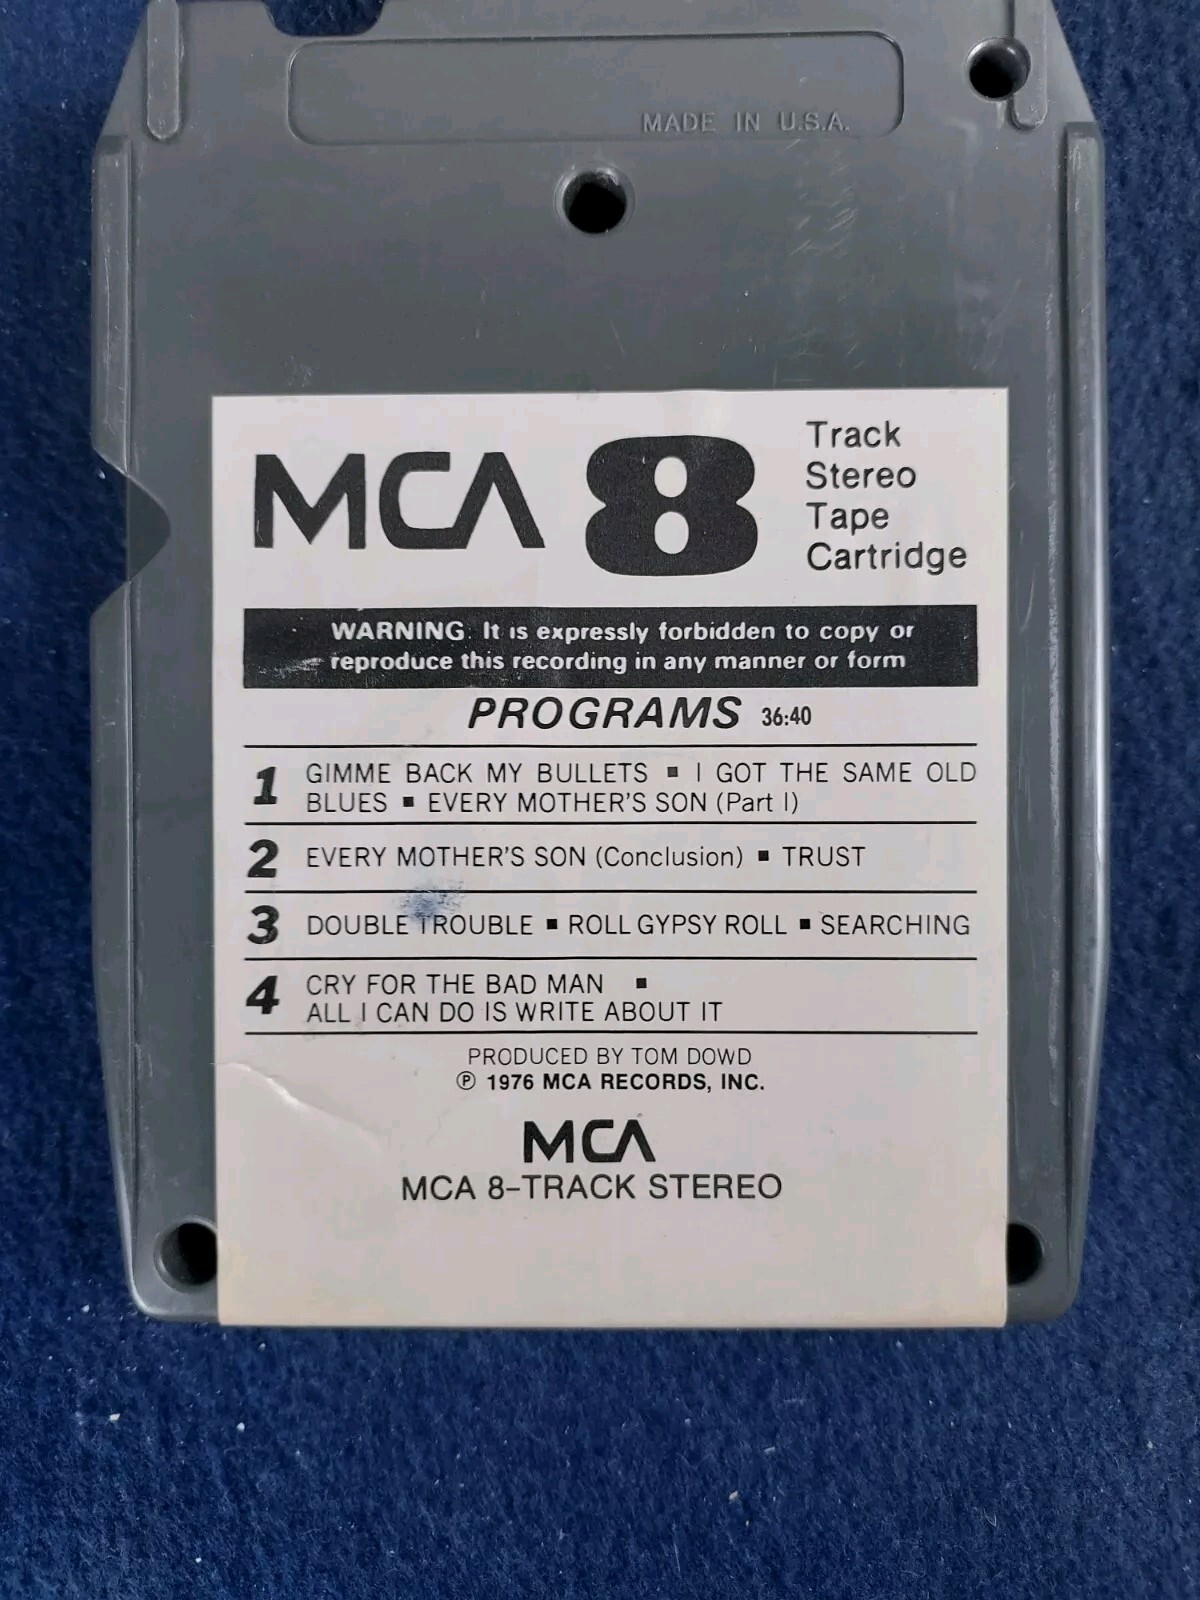 MADE IN U.S.A.
MCA 8
Track
Stereo
Tape
Cartridge
WARNING: It is expressly forbidden to copy or
reproduce this recording in any manner or form
PROGRAMS 36:40
1 GIMME BACK MY BULLETS ▪ I GOT THE SAME OLD
BLUES ▪ EVERY MOTHER'S SON (Part I)
2 EVERY MOTHER'S SON (Conclusion) ▪ TRUST
3 DOUBLE TROUBLE ▪ ROLL GYPSY ROLL ▪ SEARCHING
4 CRY FOR THE BAD MAN ▪
ALL I CAN DO IS WRITE ABOUT IT
PRODUCED BY TOM DOWD
℗ 1976 MCA RECORDS, INC.
MCA
MCA 8-TRACK STEREO